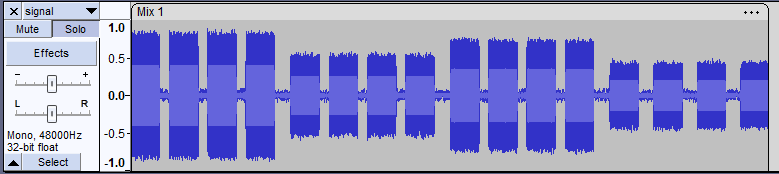 × signal
Mute Solo
Effects
- +
L R
Mono, 48000Hz
32-bit float
Select
Mix 1 ...
1.0
0.5
0.0
-0.5
-1.0